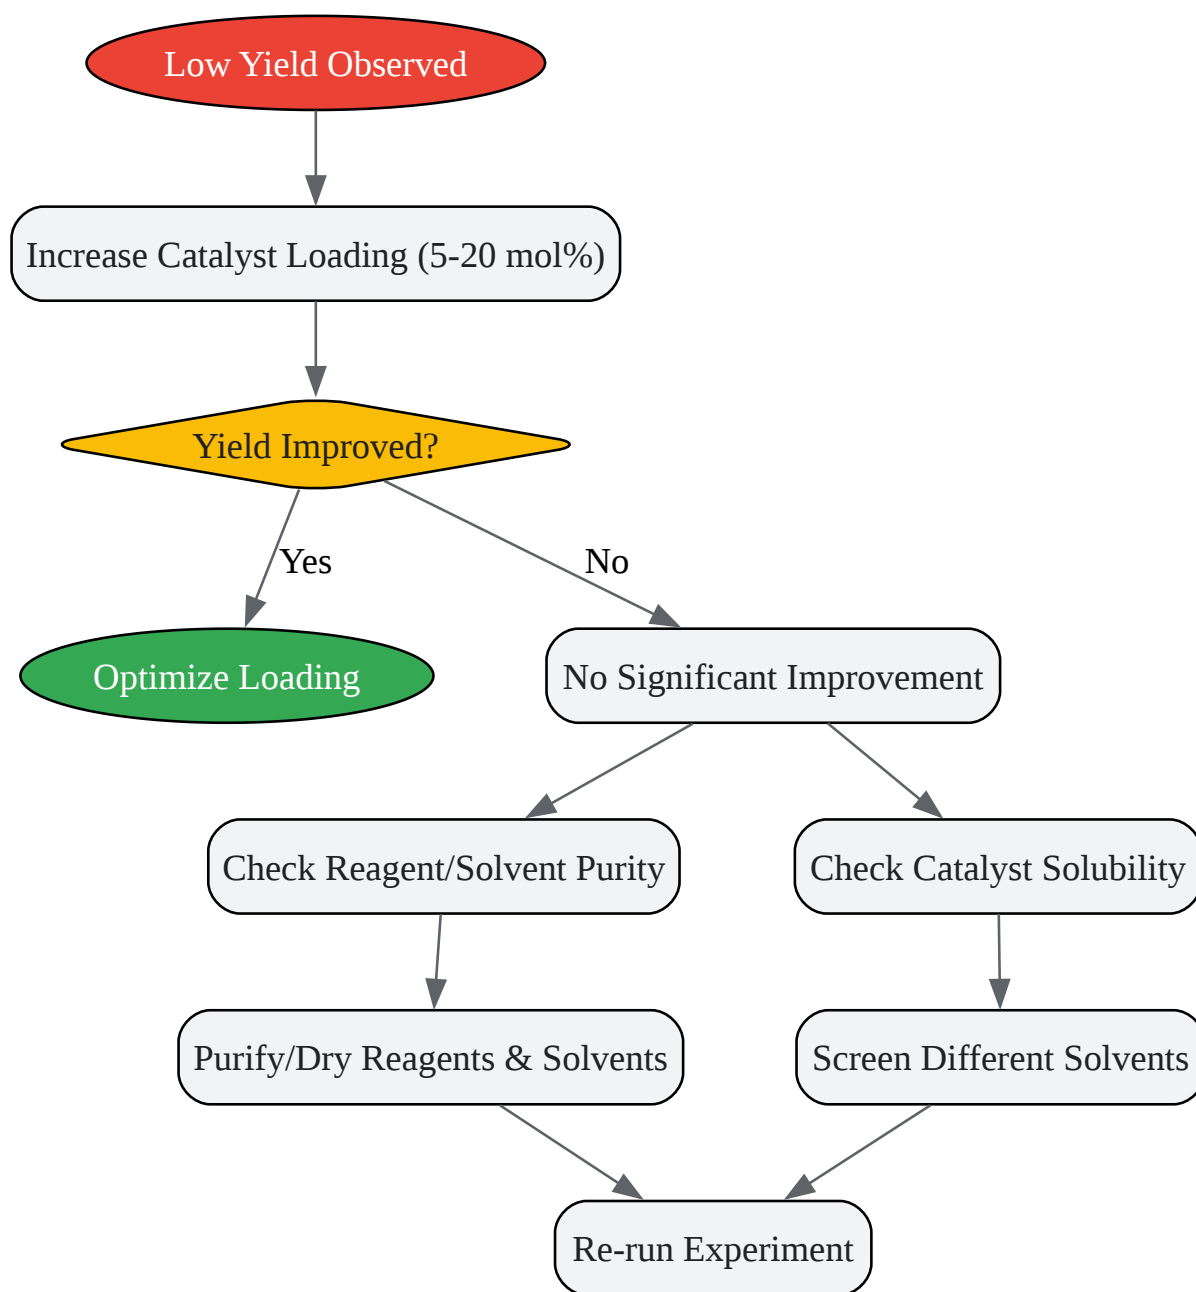 Low Yield Observed
Increase Catalyst Loading (5-20 mol%)
Yield Improved?
Yes
No
Optimize Loading
No Significant Improvement
Check Reagent/Solvent Purity
Check Catalyst Solubility
Purify/Dry Reagents & Solvents
Screen Different Solvents
Re-run Experiment